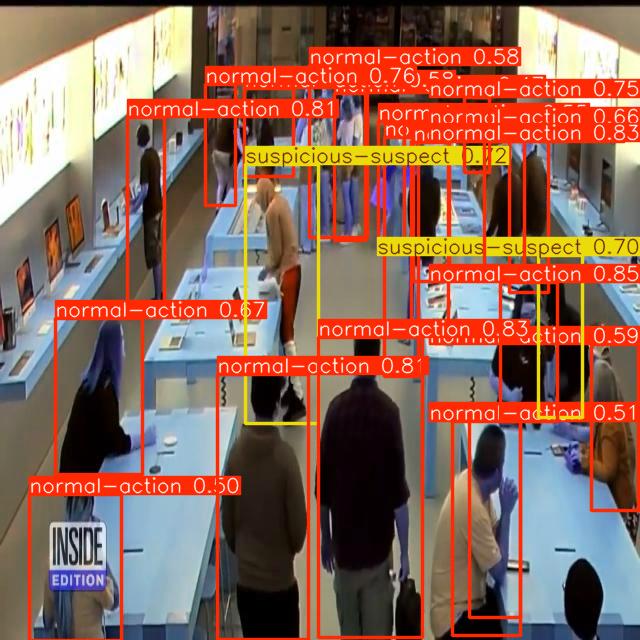 normal-action 0.58
normal-action 0.76
normal-action 0.75
normal-action 0.81
0.66
normal-action 0.83
suspicious-suspect 0.72
suspicious-suspect 0.70
normal-action 0.85
normal-action 0.67
normal-action 0.83
0.59
normal-action 0.81
normal-action 0.51
normal-action 0.50
INSIDE
EDITION